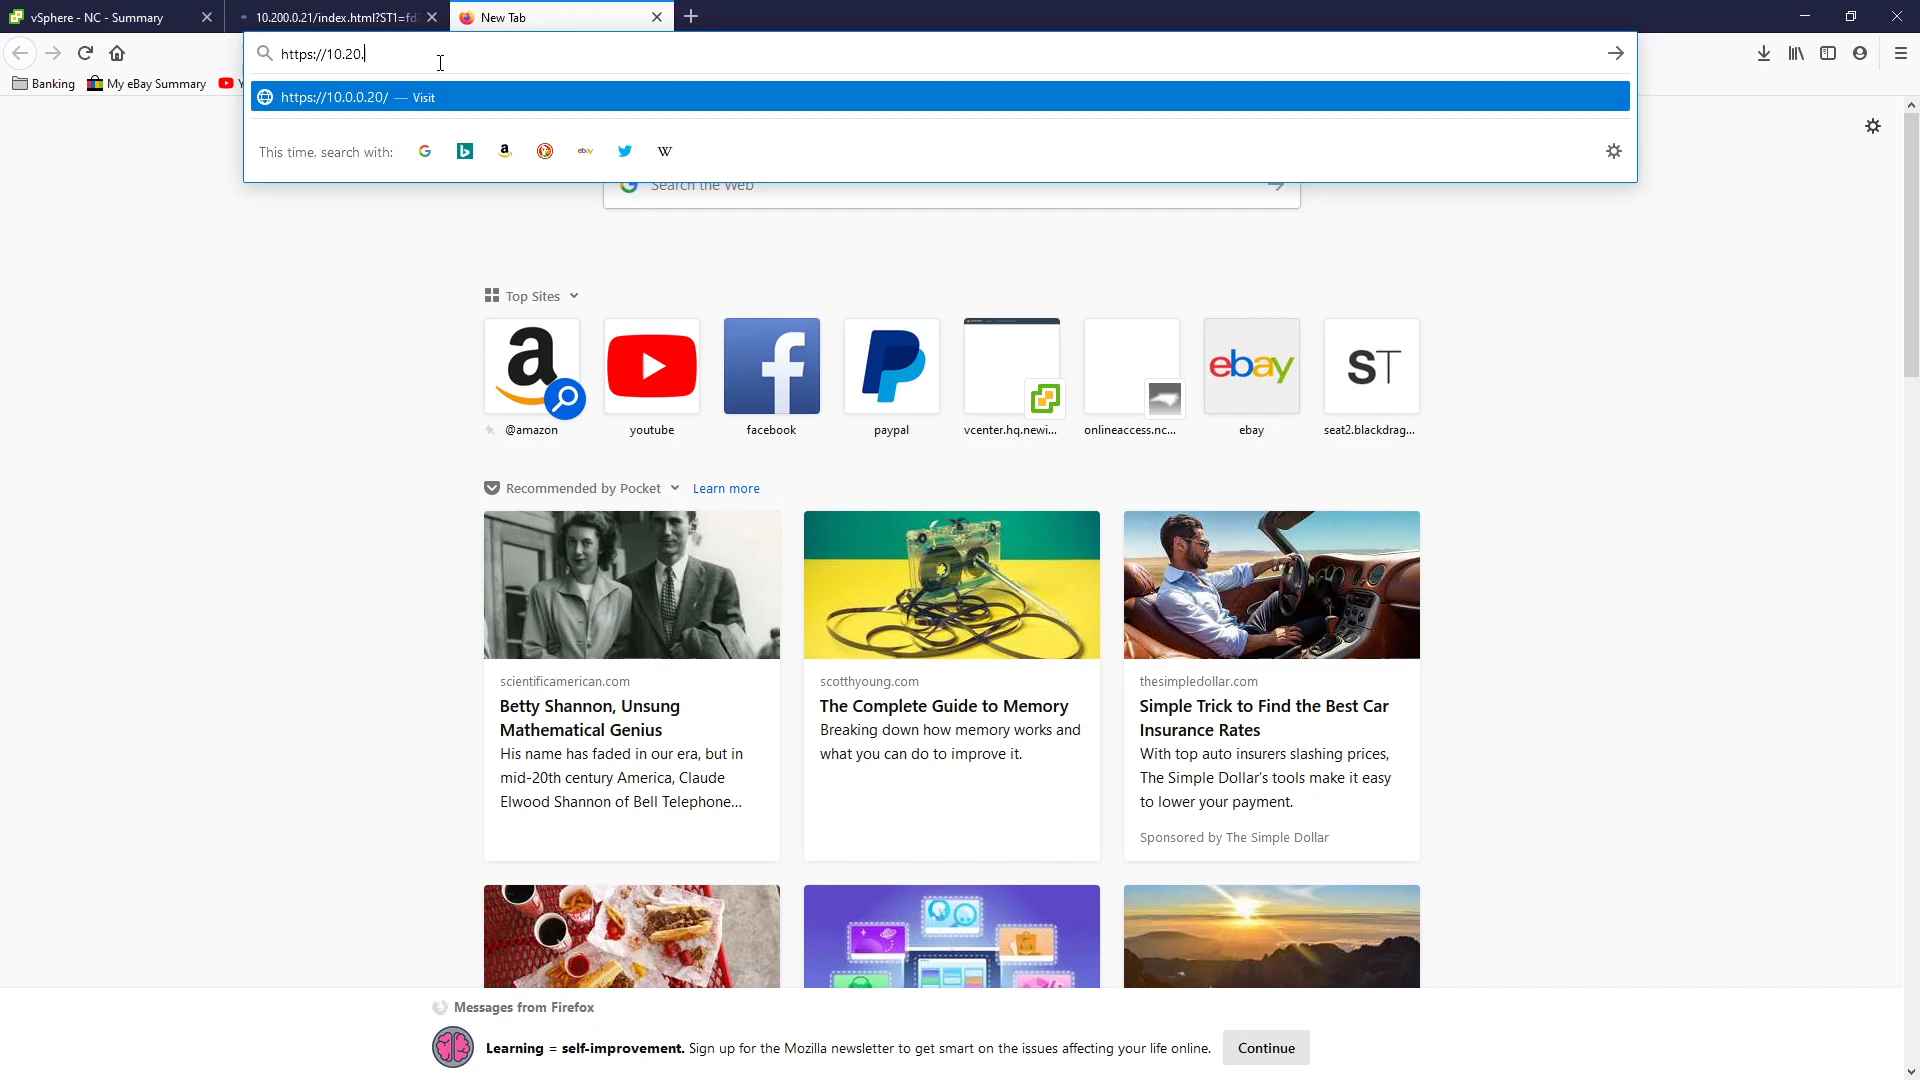 vSphere - NC - Summary
10.200.0.21/index.html?ST1=fd
New Tab
https://10.20.
Banking
My eBay Summary
https://10.0.0.20/ — Visit
This time, search with:
Search the Web
Top Sites
@amazon
youtube
facebook
paypal
vcenter.hq.newi...
onlineaccess.nc...
ebay
ebay
ST
seat2.blackdrag...
Recommended by Pocket
Learn more
scientificamerican.com
Betty Shannon, Unsung
Mathematical Genius
His name has faded in our era, but in
mid-20th century America, Claude
Elwood Shannon of Bell Telephone...
scotthyoung.com
The Complete Guide to Memory
Breaking down how memory works and
what you can do to improve it.
thesimpledollar.com
Simple Trick to Find the Best Car
Insurance Rates
With top auto insurers slashing prices,
The Simple Dollar's tools make it easy
to lower your payment.
Sponsored by The Simple Dollar
Messages from Firefox
Learning = self-improvement. Sign up for the Mozilla newsletter to get smart on the issues affecting your life online.
Continue